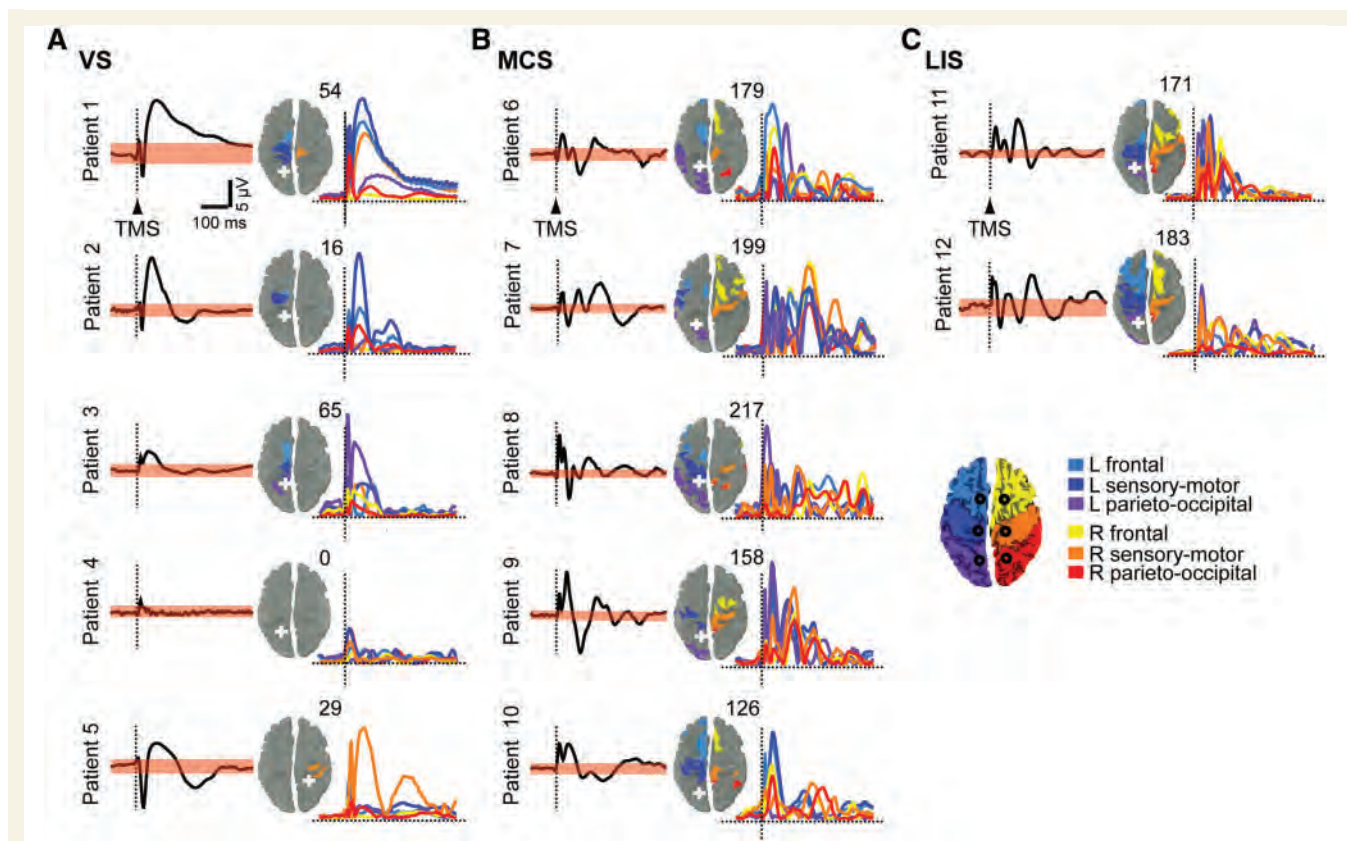 A
VS
B
MCS
C
LIS
Patient 1
54
5 µV
100 ms
TMS
Patient 2
16
Patient 3
65
Patient 4
0
Patient 5
29
Patient 6
179
TMS
Patient 7
199
Patient 8
217
Patient 9
158
Patient 10
126
Patient 11
171
TMS
Patient 12
183
L frontal
L sensory-motor
L parieto-occipital
R frontal
R sensory-motor
R parieto-occipital